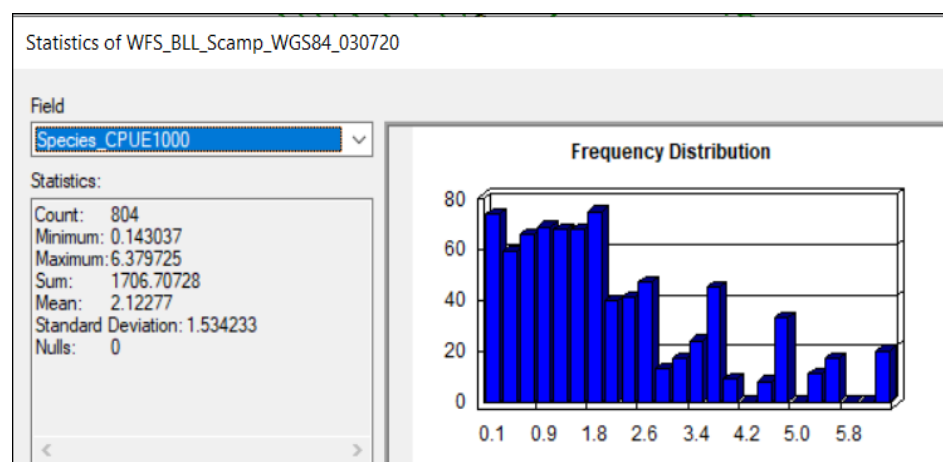 Statistics of WFS_BLL_Scamp_WGS84_030720
Field
Species_CPUE1000
Statistics:
Count: 804
Minimum: 0.143037
Maximum: 6.379725
Sum: 1706.70728
Mean: 2.12277
Standard Deviation: 1.534233
Nulls: 0
Frequency Distribution
80
60
40
20
0
0.1 0.9 1.8 2.6 3.4 4.2 5.0 5.8